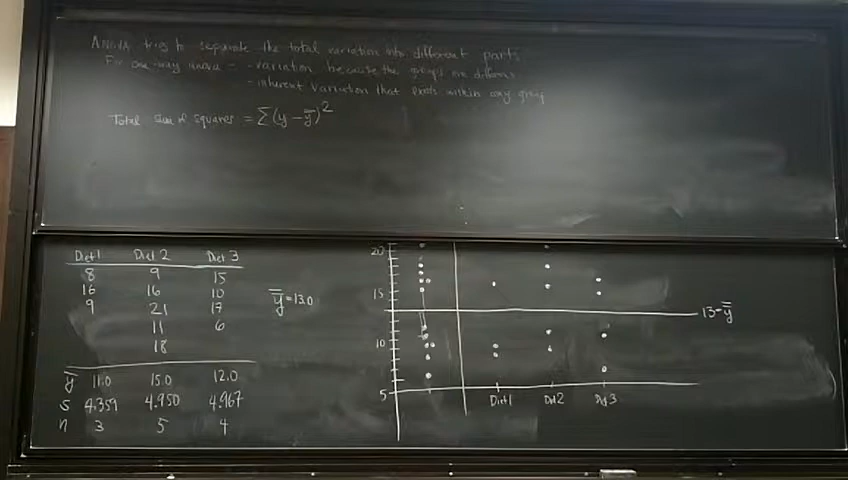 ANOVA tries to separate the total variation into different parts
For one-way anova = - variation because the groups are different
- inherent variation that exists within any group
Total sum of squares = Σ(y - y̅)²
Diet 1 Diet 2 Diet 3
8 9 15
16 16 10
9 21 17
11 6
18
y̿ = 13.0
y̅ 11.0 15.0 12.0
s 4.359 4.950 4.967
n 3 5 4
20
15
13 = y̿
10
5
Diet 1 Diet 2 Diet 3